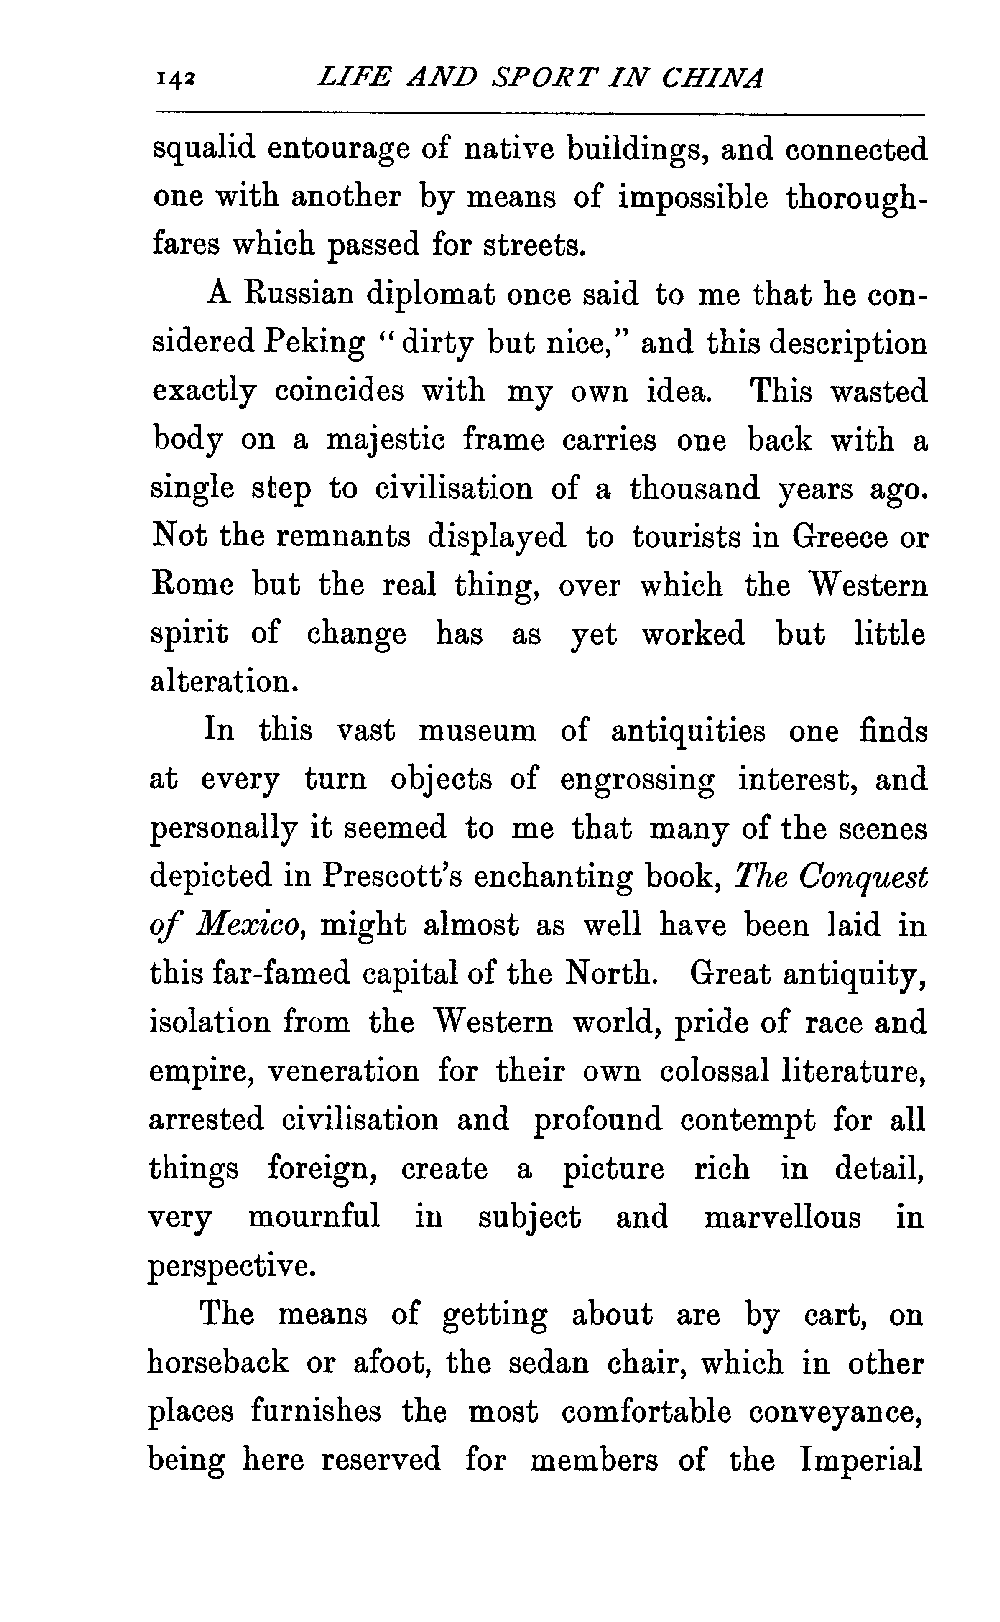 142 LIFE AND SPORT IN CHINA
squalid entourage of native buildings, and connected
one with another by means of impossible thorough-
fares which passed for streets.
A Russian diplomat once said to me that he con-
sidered Peking “ dirty but nice,” and this description
exactly coincides with my own idea. This wasted
body on a majestic frame carries one back with a
single step to civilisation of a thousand years ago.
Not the remnants displayed to tourists in Greece or
Rome but the real thing, over which the Western
spirit of change has as yet worked but little
alteration.
In this vast museum of antiquities one finds
at every turn objects of engrossing interest, and
personally it seemed to me that many of the scenes
depicted in Prescott’s enchanting book, The Conquest
of Mexico, might almost as well have been laid in
this far-famed capital of the North. Great antiquity,
isolation from the Western world, pride of race and
empire, veneration for their own colossal literature,
arrested civilisation and profound contempt for all
things foreign, create a picture rich in detail,
very mournful in subject and marvellous in
perspective.
The means of getting about are by cart, on
horseback or afoot, the sedan chair, which in other
places furnishes the most comfortable conveyance,
being here reserved for members of the Imperial